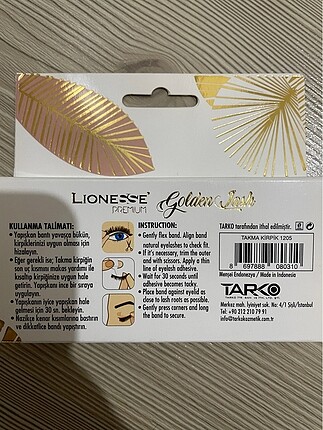 LIONESSE
PREMIUM
Golden Lash
KULLANMA TALİMATI:
• Yapışkan bantı yavaşça bükün,
kirpiklerinizi uygun olması için
hizalayın.
• Eğer gerekir ise; Takma kirpiğin
son uç kısmını makas yardımı ile
kısaltıp kirpiğinize uygun hale
getirin. Yapışkanı ince bir sıraya
uygulayın.
• Yapışkanın iyice yapışkan hale
gelmesi için 30 sn. bekleyin.
• Nazikçe kenar kısımlarına bastırın
ve dikkatlice bandı yapıştırın.
INSTRUCTION:
• Gently flex band. Align band
natural eyelashes to check fit.
• If it's necessary, trim the outer
end with scissors. Apply a thin
line of eyelash adhesive.
• Wait for 30 seconds until
adhesive becomes tacky.
• Place band against eyelid as
close to lash roots as possible.
• Gently press corners and long
the band to secure.
TARKO tarafından ithal edilmiştir.
TAKMA KİRPİK 1205
8 697888 080310
Menşei Endonezya / Made in Indonesia
TARKO
Merkez mah. İyiniyet sok. No: 4/1 Şişli/İstanbul
Tel: +90 212 210 79 91
info@tarkokozmetik.com.tr